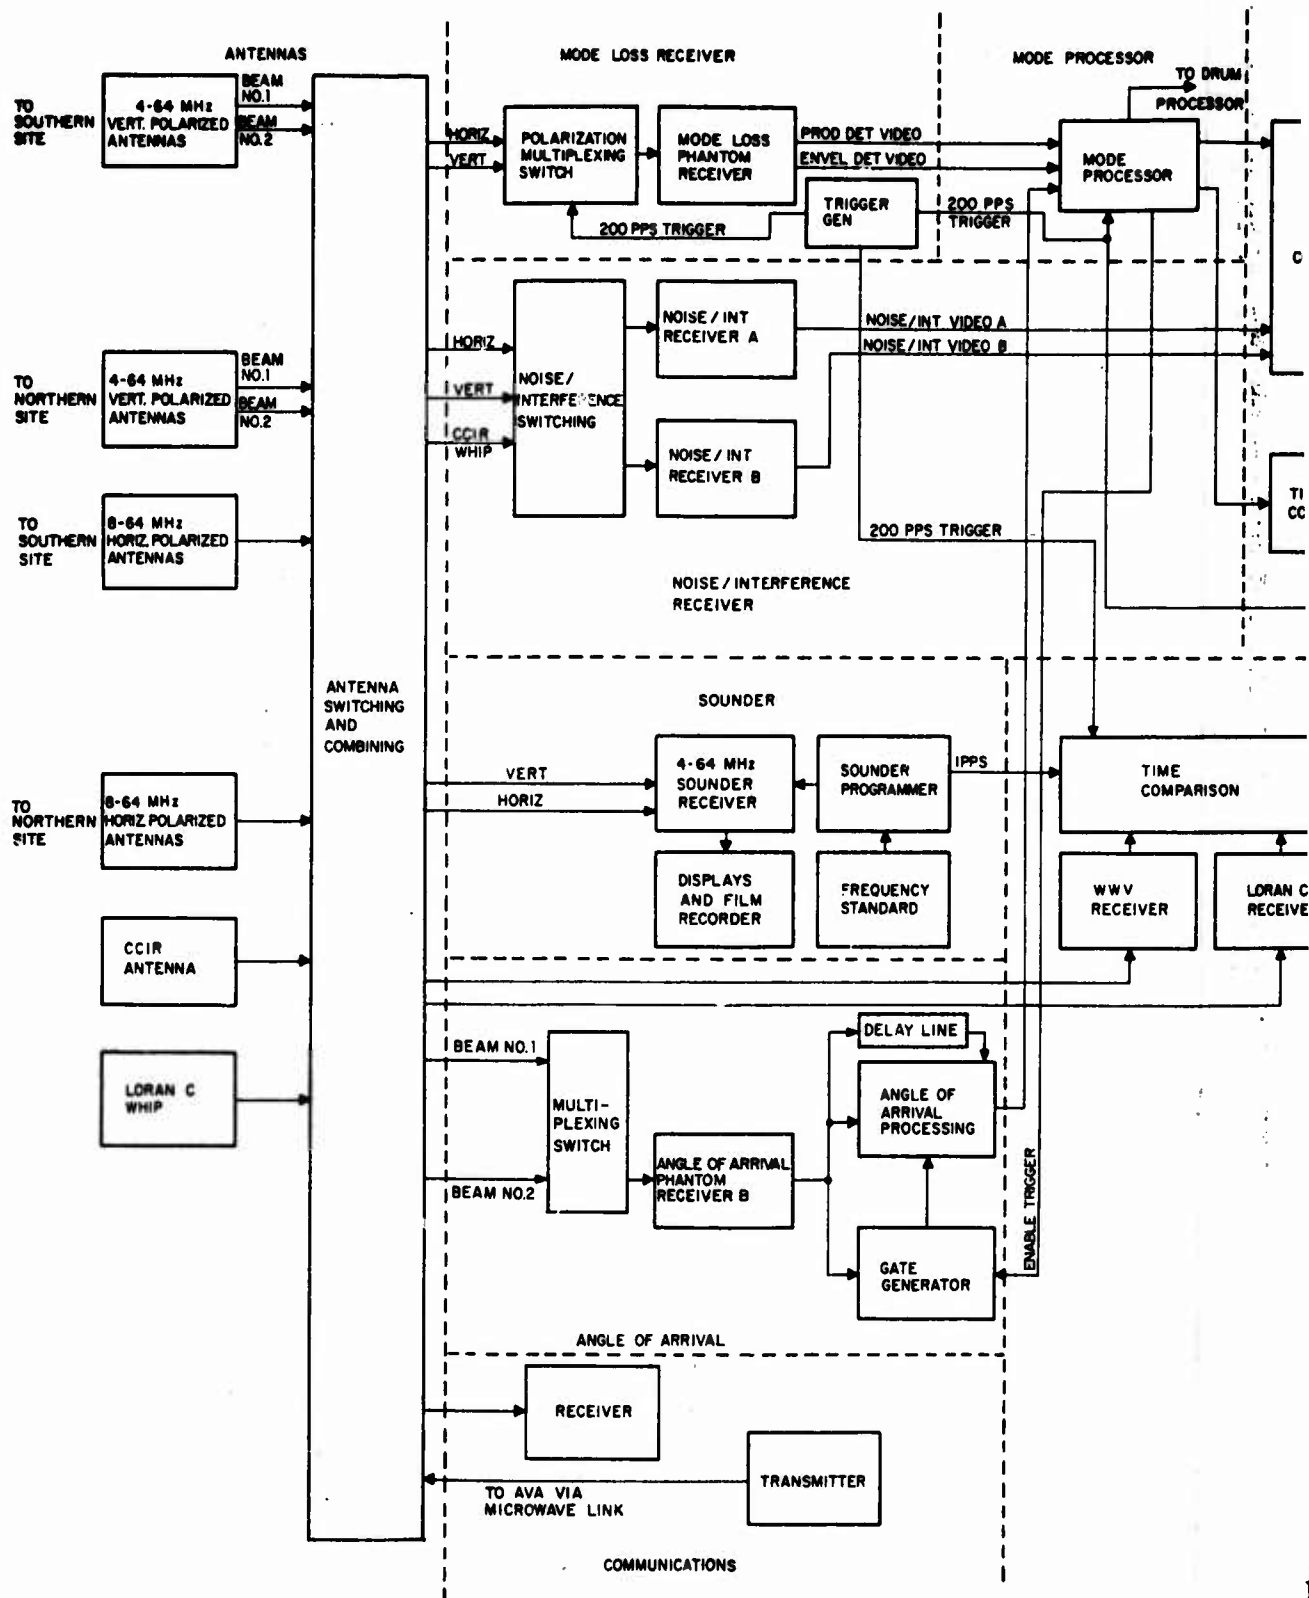 ANTENNAS
MODE LOSS RECEIVER
MODE PROCESSOR
TO DRUM
PROCESSOR
TO
SOUTHERN
SITE
4-64 MHz
VERT. POLARIZED
ANTENNAS
BEAM
NO.1
BEAM
NO.2
HORIZ
VERT
POLARIZATION
MULTIPLEXING
SWITCH
MODE LOSS
PHANTOM
RECEIVER
PROD DET VIDEO
ENVEL DET VIDEO
MODE
PROCESSOR
TRIGGER
GEN
200 PPS TRIGGER
200 PPS
TRIGGER
C
TO
NORTHERN
SITE
4-64 MHz
VERT. POLARIZED
ANTENNAS
BEAM
NO.1
BEAM
NO.2
HORIZ
VERT
CCIR
WHIP
NOISE/
INTERFE CE
SWITCHING
NOISE/INT
RECEIVER A
NOISE/INT VIDEO A
NOISE/INT VIDEO B
NOISE/INT
RECEIVER B
TI
CO
TO
SOUTHERN
SITE
8-64 MHz
HORIZ. POLARIZED
ANTENNAS
200 PPS TRIGGER
NOISE/INTERFERENCE
RECEIVER
ANTENNA
SWITCHING
AND
COMBINING
SOUNDER
TO
NORTHERN
SITE
8-64 MHz
HORIZ. POLARIZED
ANTENNAS
VERT
HORIZ
4-64 MHz
SOUNDER
RECEIVER
SOUNDER
PROGRAMMER
1PPS
TIME
COMPARISON
DISPLAYS
AND FILM
RECORDER
FREQUENCY
STANDARD
WWV
RECEIVER
LORAN C
RECEIVE
CCIR
ANTENNA
LORAN C
WHIP
BEAM NO.1
BEAM NO.2
MULTI-
PLEXING
SWITCH
ANGLE OF ARRIVAL
PHANTOM
RECEIVER B
DELAY LINE
ANGLE OF
ARRIVAL
PROCESSING
GATE
GENERATOR
ENABLE TRIGGER
ANGLE OF ARRIVAL
RECEIVER
TRANSMITTER
TO AVA VIA
MICROWAVE LINK
COMMUNICATIONS